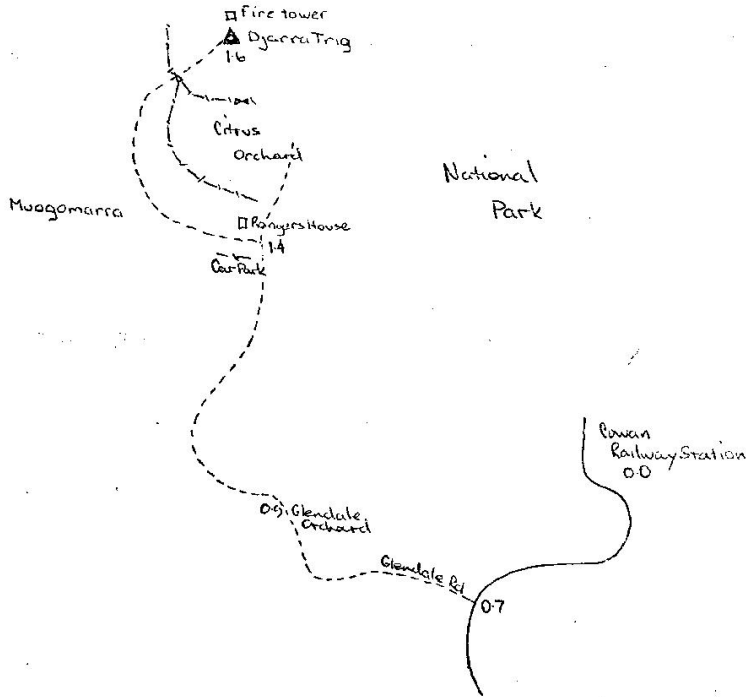 Fire tower
Djarra Trig
1.6
Citrus
Orchard
National
Park
Muogomarra
Rangers House
1.4
Car Park
Cowan
Railway Station
0.0
0.9
Glendale
Orchard
Glendale Rd
0.7